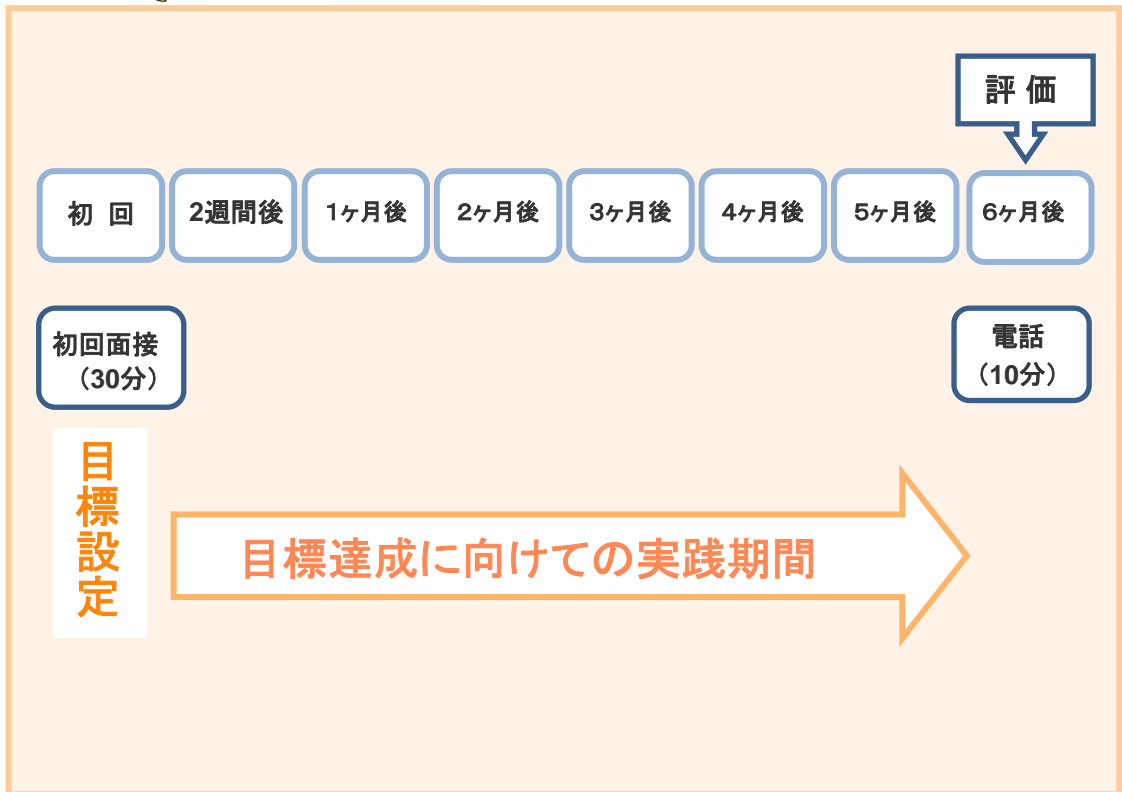 評 価
初 回
2週間後
1ヶ月後
2ヶ月後
3ヶ月後
4ヶ月後
5ヶ月後
6ヶ月後
初回面接
（30分）
電話
（10分）
目標設定
目標達成に向けての実践期間